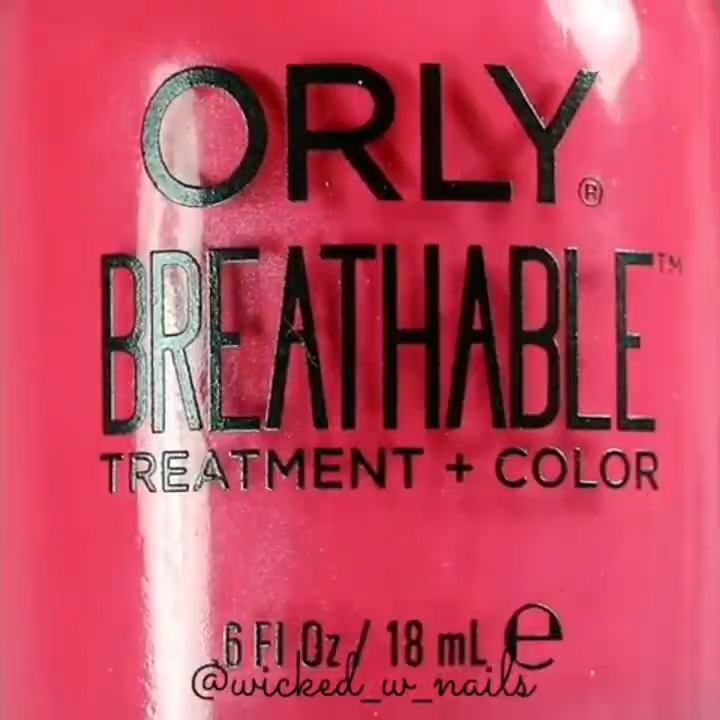 ORLY®
BREATHABLE™
TREATMENT + COLOR
.6 Fl Oz / 18 mL ℮
@wicked_w_nails